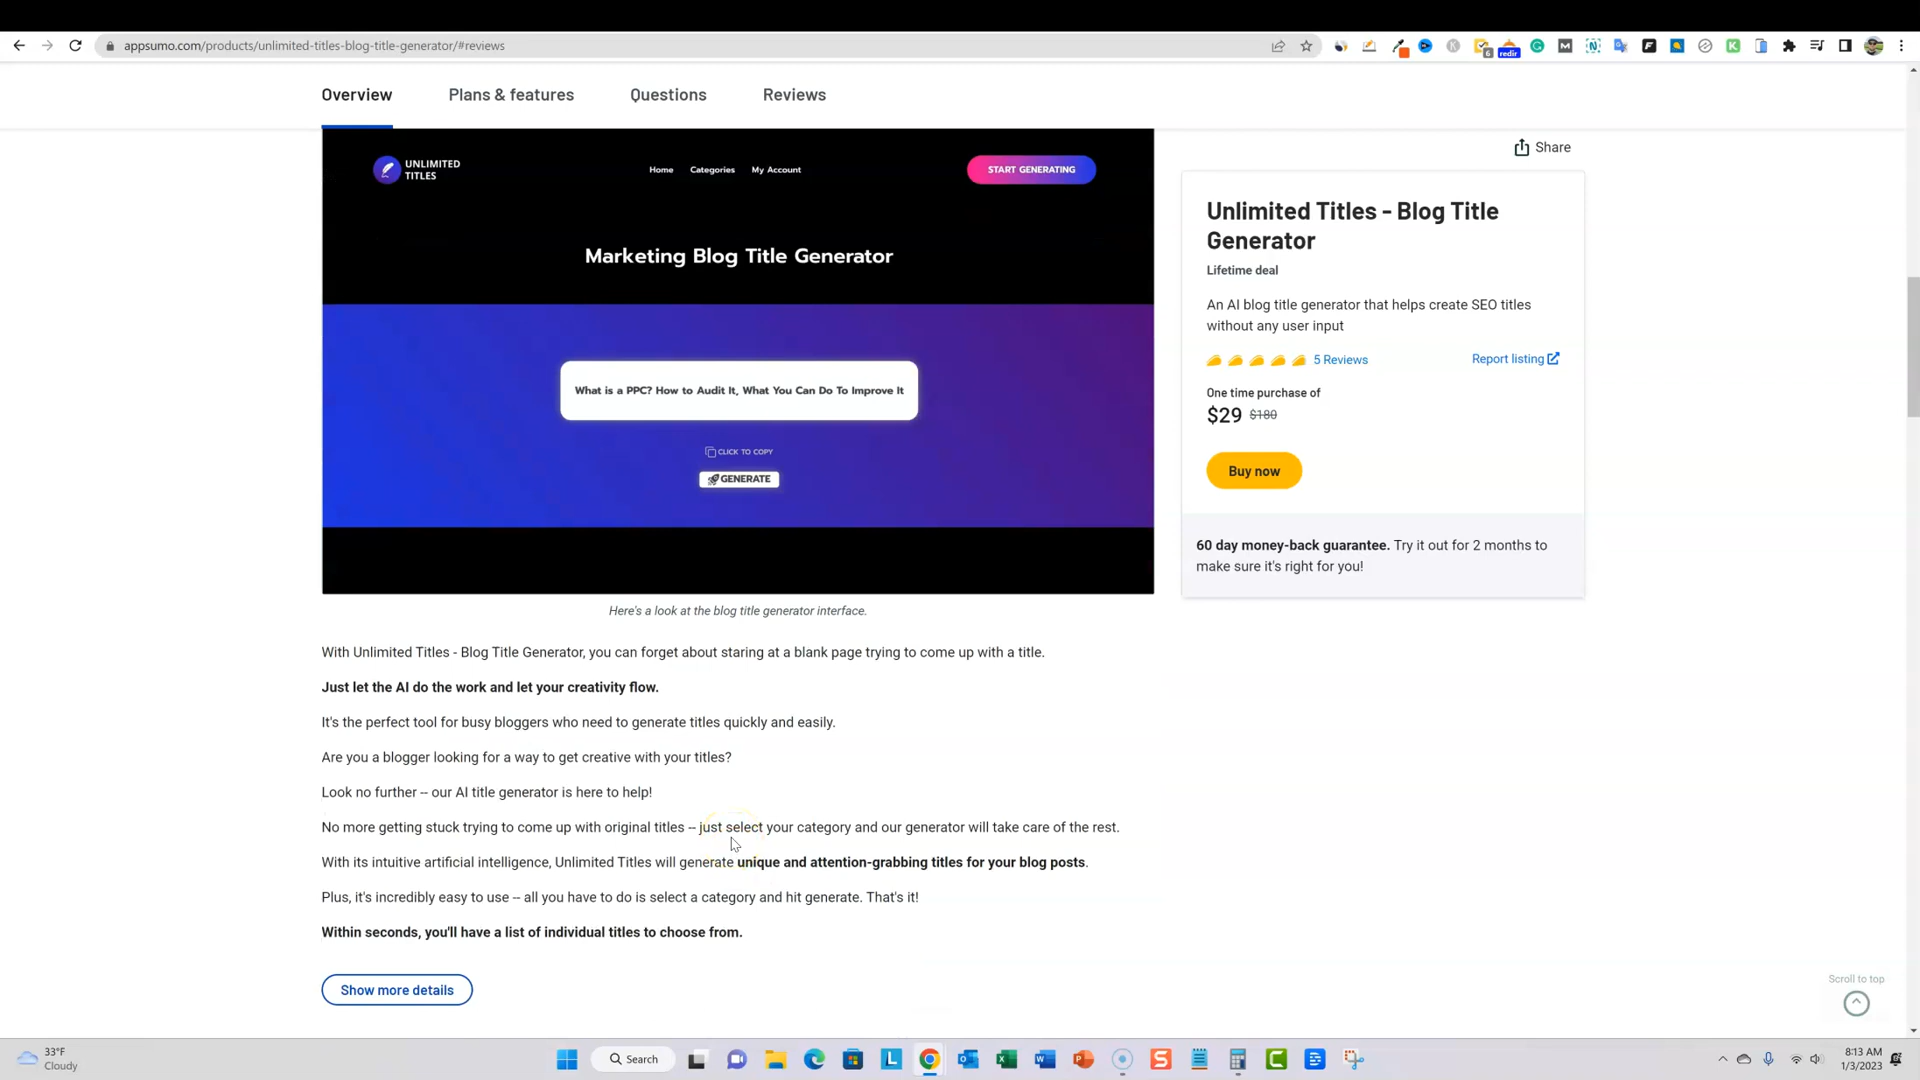 appsumo.com/products/unlimited-titles-blog-title-generator/#reviews
6
redir
Overview
Plans & features
Questions
Reviews
UNLIMITED
TITLES
Home
Categories
My Account
START GENERATING
Marketing Blog Title Generator
What is a PPC? How to Audit It, What You Can Do To Improve It
CLICK TO COPY
GENERATE
Here's a look at the blog title generator interface.
Share
Unlimited Titles - Blog Title
Generator
Lifetime deal
An AI blog title generator that helps create SEO titles
without any user input
5 Reviews
Report listing
One time purchase of
$29 $180
Buy now
60 day money-back guarantee. Try it out for 2 months to
make sure it's right for you!
With Unlimited Titles - Blog Title Generator, you can forget about staring at a blank page trying to come up with a title.
Just let the AI do the work and let your creativity flow.
It's the perfect tool for busy bloggers who need to generate titles quickly and easily.
Are you a blogger looking for a way to get creative with your titles?
Look no further -- our AI title generator is here to help!
No more getting stuck trying to come up with original titles -- just select your category and our generator will take care of the rest.
With its intuitive artificial intelligence, Unlimited Titles will generate unique and attention-grabbing titles for your blog posts.
Plus, it's incredibly easy to use -- all you have to do is select a category and hit generate. That's it!
Within seconds, you'll have a list of individual titles to choose from.
Show more details
Scroll to top
33°F
Cloudy
Search
8:13 AM
1/3/2023